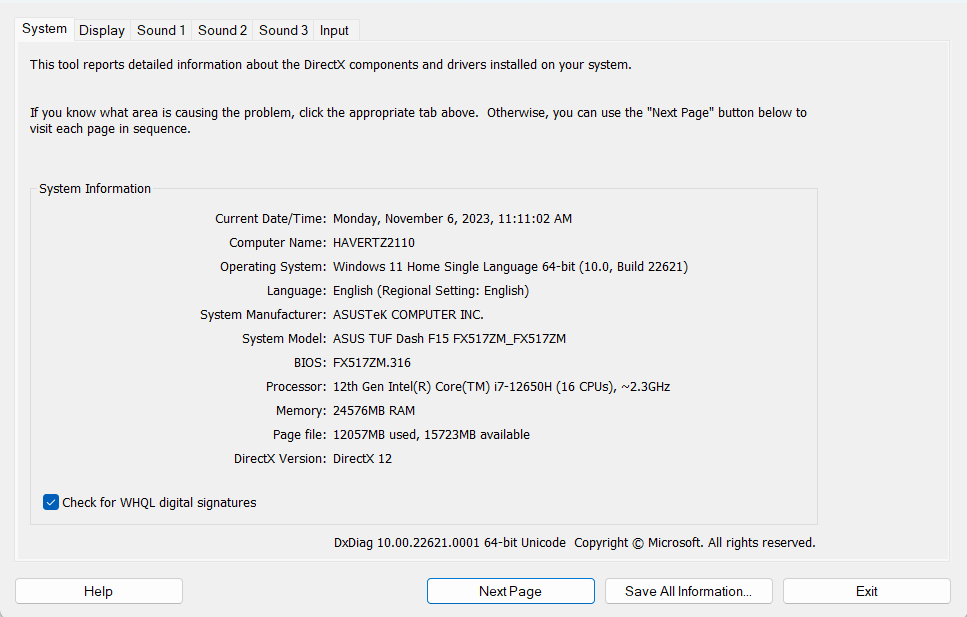 System Display Sound 1 Sound 2 Sound 3 Input
This tool reports detailed information about the DirectX components and drivers installed on your system.
If you know what area is causing the problem, click the appropriate tab above.  Otherwise, you can use the "Next Page" button below to
visit each page in sequence.
System Information
Current Date/Time: Monday, November 6, 2023, 11:11:02 AM
Computer Name: HAVERTZ2110
Operating System: Windows 11 Home Single Language 64-bit (10.0, Build 22621)
Language: English (Regional Setting: English)
System Manufacturer: ASUSTeK COMPUTER INC.
System Model: ASUS TUF Dash F15 FX517ZM_FX517ZM
BIOS: FX517ZM.316
Processor: 12th Gen Intel(R) Core(TM) i7-12650H (16 CPUs), ~2.3GHz
Memory: 24576MB RAM
Page file: 12057MB used, 15723MB available
DirectX Version: DirectX 12
Check for WHQL digital signatures
DxDiag 10.00.22621.0001 64-bit Unicode  Copyright © Microsoft. All rights reserved.
Help Next Page Save All Information... Exit